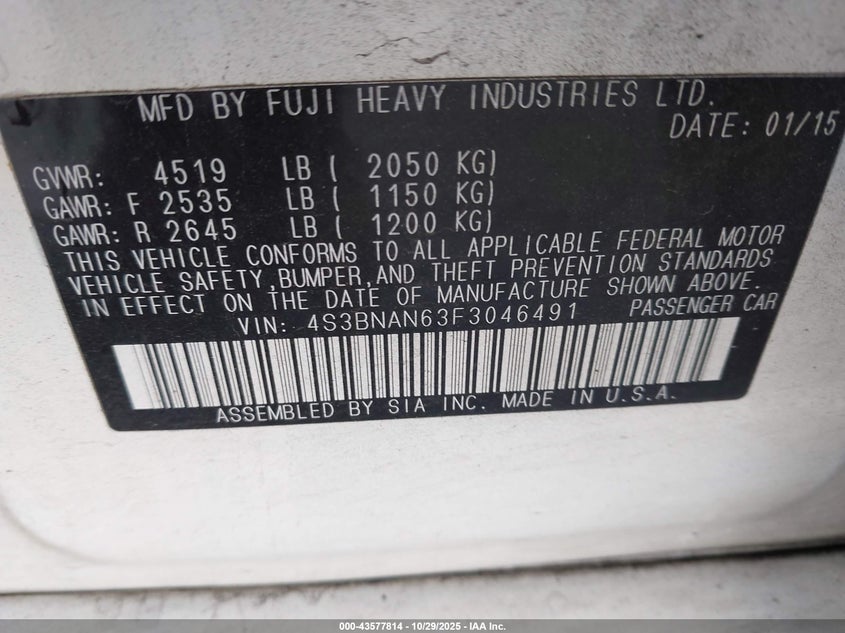 MFD BY FUJI HEAVY INDUSTRIES LTD.
DATE: 01/15
GVWR: 4519 LB ( 2050 KG)
GAWR: F 2535 LB ( 1150 KG)
GAWR: R 2645 LB ( 1200 KG)
THIS VEHICLE CONFORMS TO ALL APPLICABLE FEDERAL MOTOR
VEHICLE SAFETY, BUMPER, AND THEFT PREVENTION STANDARDS
IN EFFECT ON THE DATE OF MANUFACTURE SHOWN ABOVE.
VIN: 4S3BNAN63F3046491 PASSENGER CAR
ASSEMBLED BY SIA INC. MADE IN U.S.A.
000-43577814 - 10/29/2025 - IAA Inc.